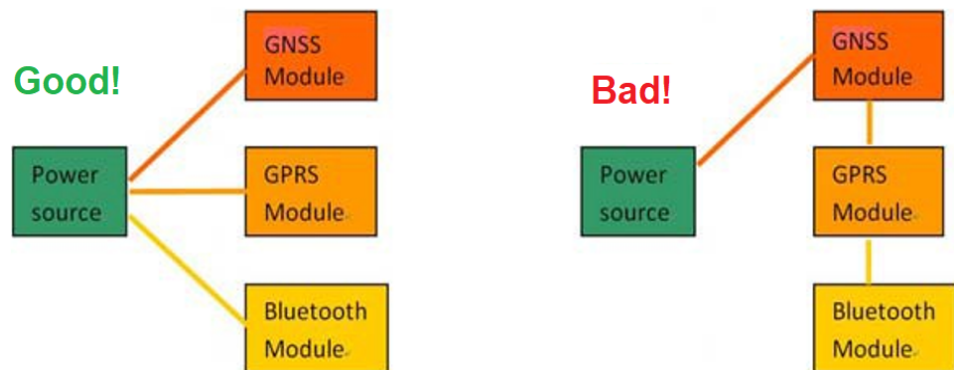 Good!
GNSS
Module
Power
source
GPRS
Module
Bluetooth
Module
Bad!
GNSS
Module
Power
source
GPRS
Module
Bluetooth
Module